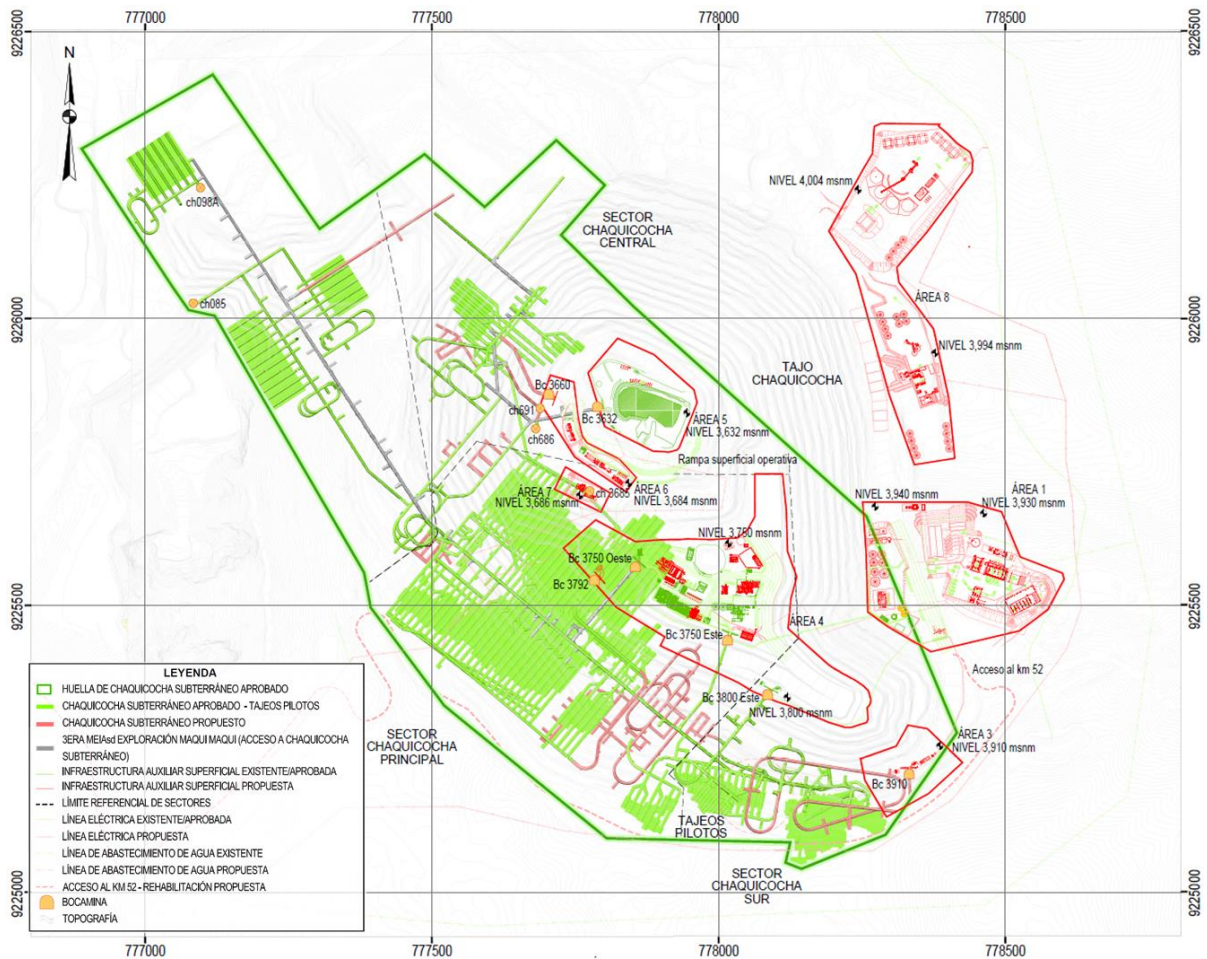 777000
777500
778000
778500
9226500
9226500
N
NIVEL 4,004 msnm
ch098A
SECTOR
CHAQUICOCHA
CENTRAL
ÁREA 8
ch085
9226000
9226000
NIVEL 3,994 msnm
TAJO
CHAQUICOCHA
Bc 3660
ch691
Bc 3632
ch686
ÁREA 5
NIVEL 3,632 msnm
Rampa superficial operativa
ÁREA 7
NIVEL 3,686 msnm
ch 3685
ÁREA 6
NIVEL 3,684 msnm
NIVEL 3,940 msnm
ÁREA 1
NIVEL 3,930 msnm
NIVEL 3,750 msnm
Bc 3750 Oeste
Bc 3792
9225500
9225500
Bc 3750 Este
ÁREA 4
Acceso al km 52
Bc 3800 Este
NIVEL 3,800 msnm
SECTOR
CHAQUICOCHA
PRINCIPAL
ÁREA 3
NIVEL 3,910 msnm
Bc 3910
TAJEOS
PILOTOS
SECTOR
CHAQUICOCHA
SUR
LEYENDA
HUELLA DE CHAQUICOCHA SUBTERRÁNEO APROBADO
CHAQUICOCHA SUBTERRÁNEO APROBADO - TAJEOS PILOTOS
CHAQUICOCHA SUBTERRÁNEO PROPUESTO
3ERA MEIAsd EXPLORACIÓN MAQUI MAQUI (ACCESO A CHAQUICOCHA
SUBTERRÁNEO)
INFRAESTRUCTURA AUXILIAR SUPERFICIAL EXISTENTE/APROBADA
INFRAESTRUCTURA AUXILIAR SUPERFICIAL PROPUESTA
LÍMITE REFERENCIAL DE SECTORES
LÍNEA ELÉCTRICA EXISTENTE/APROBADA
LÍNEA ELÉCTRICA PROPUESTA
LÍNEA DE ABASTECIMIENTO DE AGUA EXISTENTE
LÍNEA DE ABASTECIMIENTO DE AGUA PROPUESTA
ACCESO AL KM 52 - REHABILITACIÓN PROPUESTA
BOCAMINA
TOPOGRAFÍA
9225000
9225000
777000
777500
778000
778500